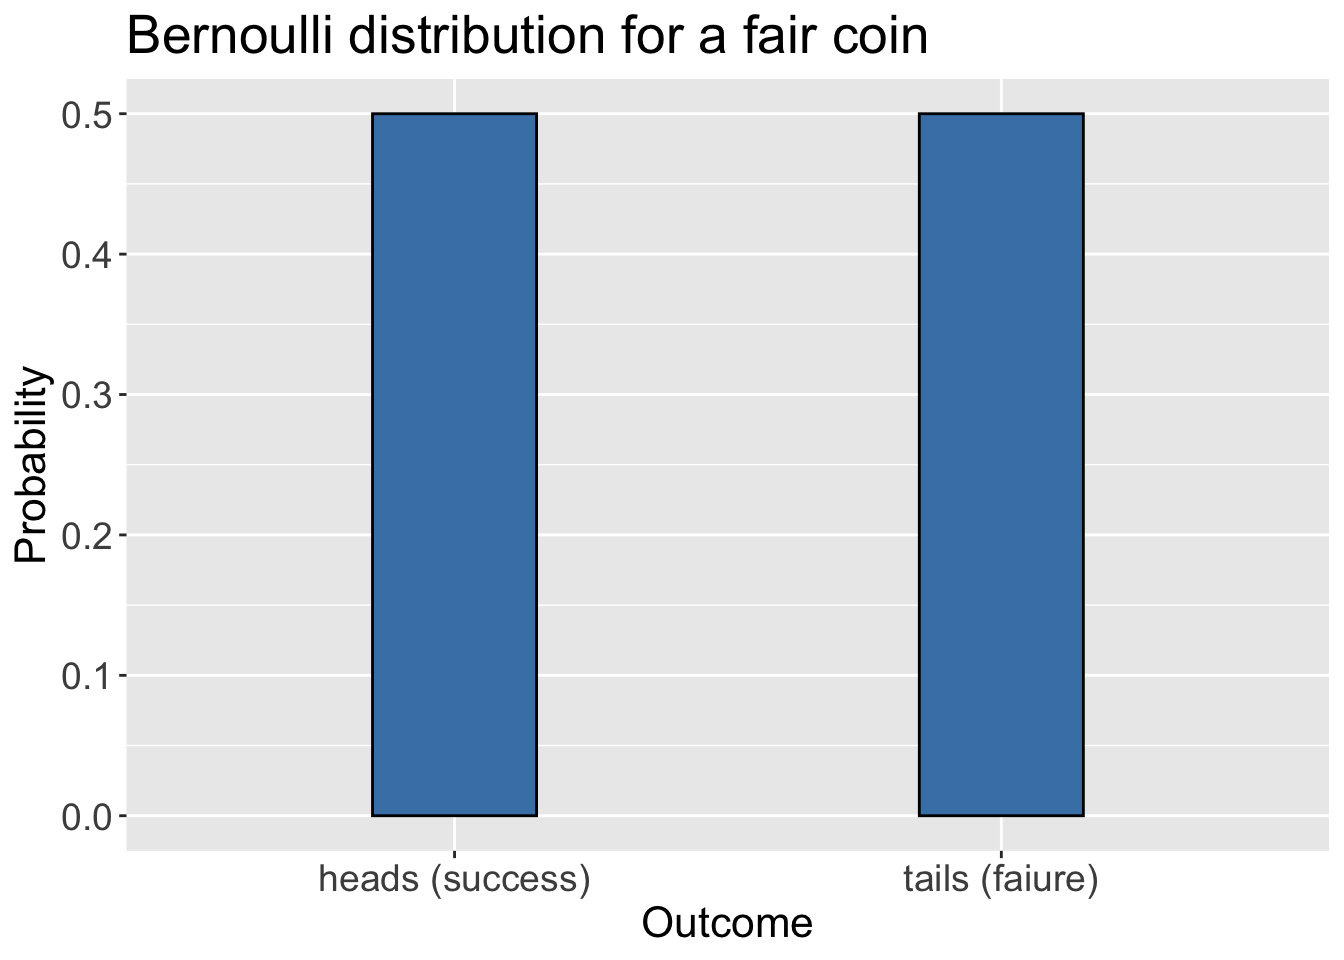 Bernoulli distribution for a fair coin
Probability
0.5
0.4
0.3
0.2
0.1
0.0
heads (success) tails (faiure)
Outcome